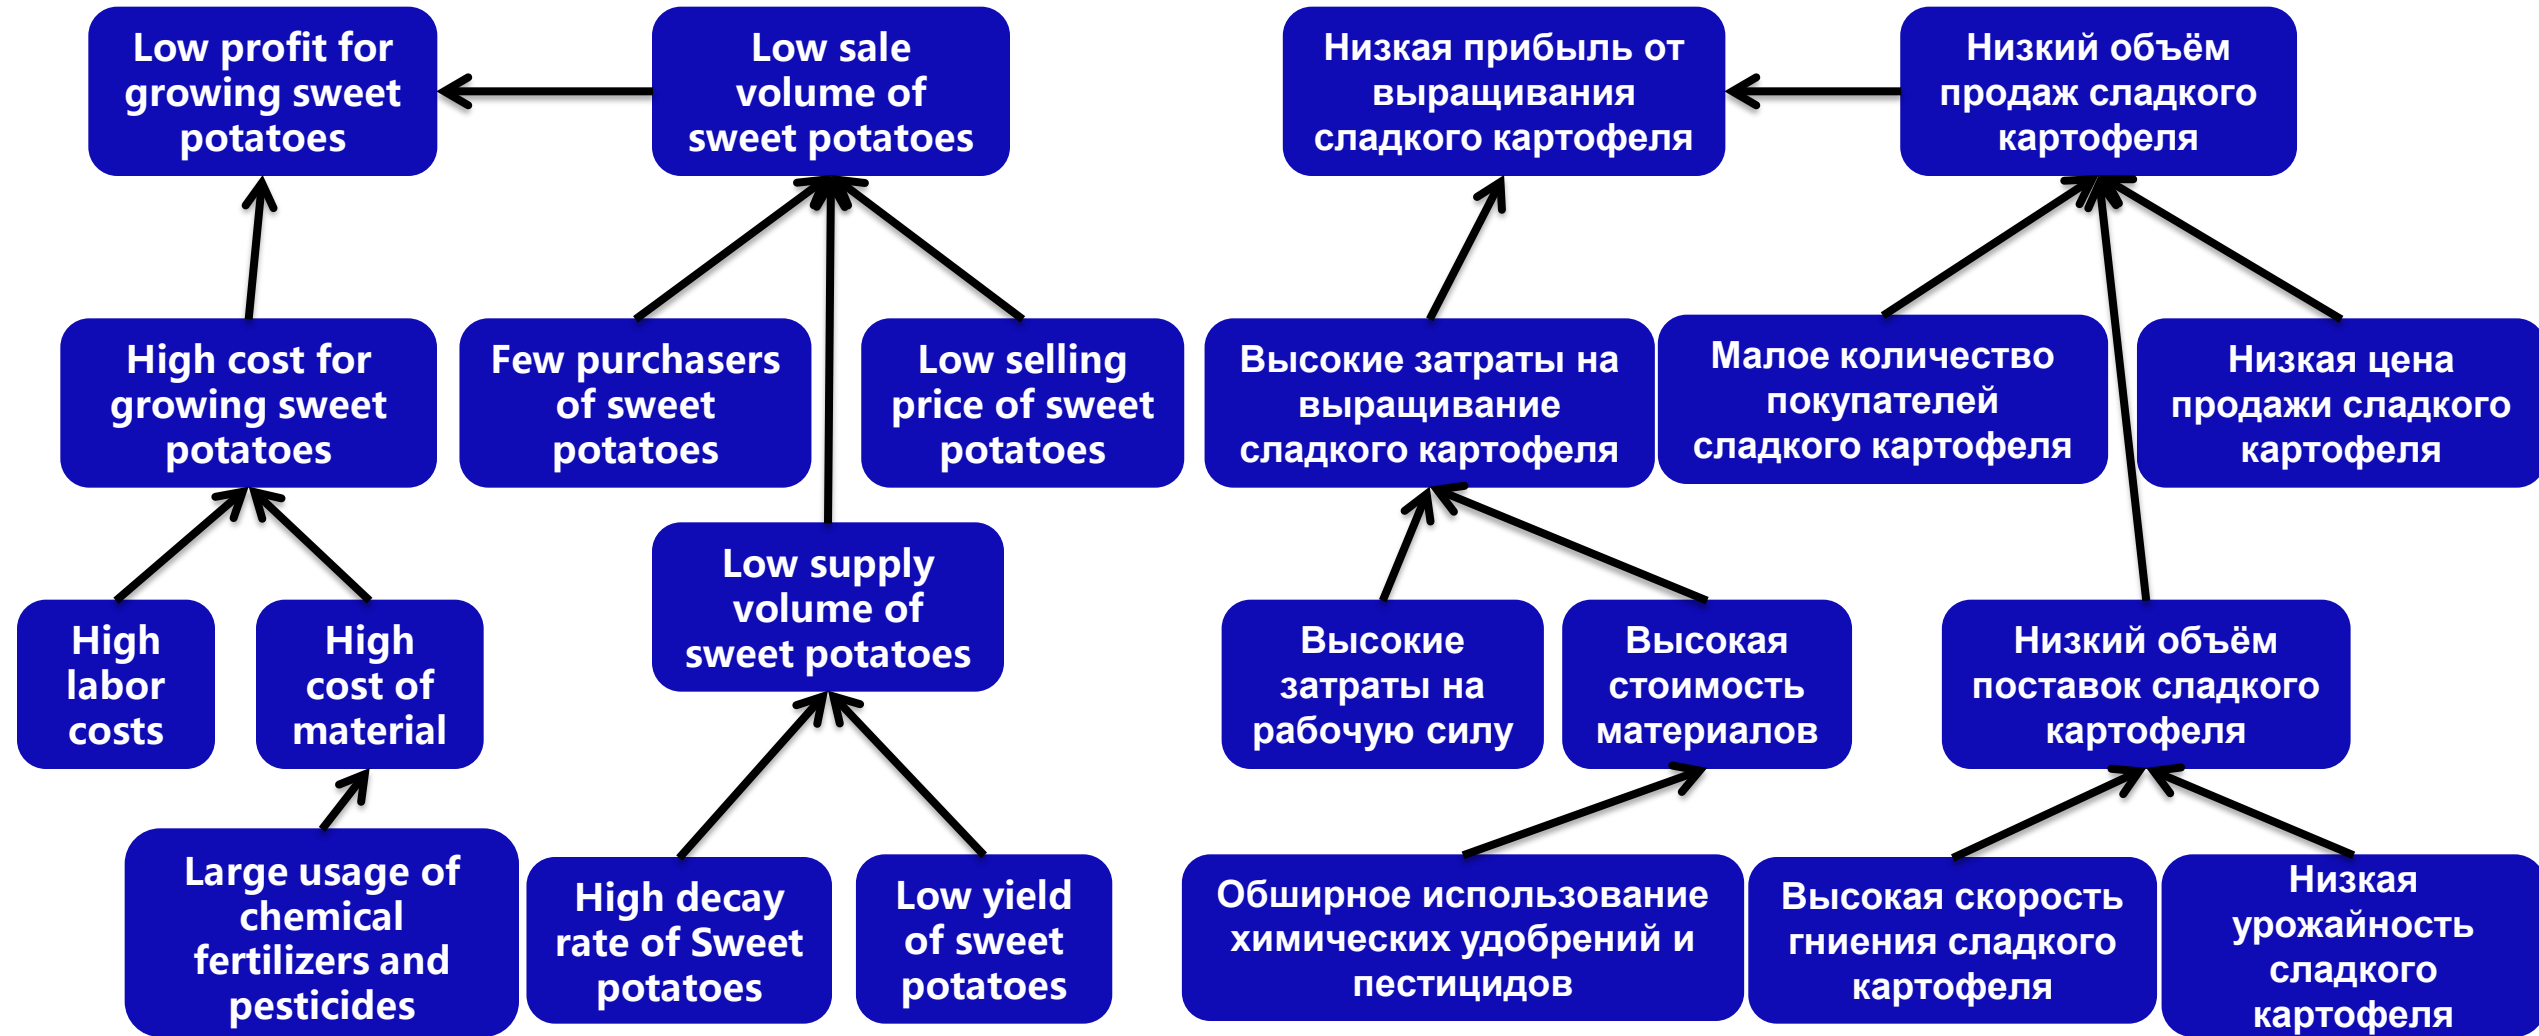 Low profit for
growing sweet
potatoes
Low sale
volume of
sweet potatoes
High cost for
growing sweet
potatoes
Few purchasers
of sweet
potatoes
Low selling
price of sweet
potatoes
Low supply
volume of
sweet potatoes
High
labor
costs
High
cost of
material
Large usage of
chemical
fertilizers and
pesticides
High decay
rate of Sweet
potatoes
Low yield
of sweet
potatoes
Низкая прибыль от
выращивания
сладкого картофеля
Низкий объём
продаж сладкого
картофеля
Высокие затраты на
выращивание
сладкого картофеля
Малое количество
покупателей
сладкого картофеля
Низкая цена
продажи сладкого
картофеля
Высокие
затраты на
рабочую силу
Высокая
стоимость
материалов
Низкий объём
поставок сладкого
картофеля
Обширное использование
химических удобрений и
пестицидов
Высокая скорость
гниения сладкого
картофеля
Низкая
урожайность
сладкого
картофеля